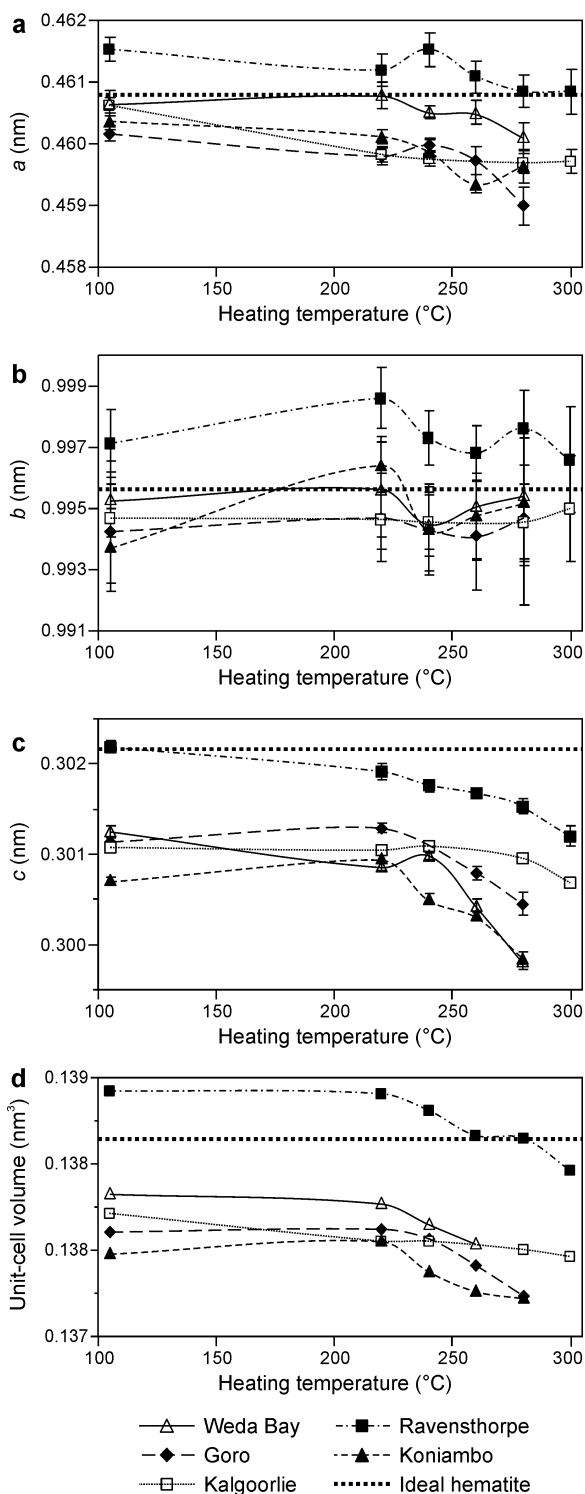 a
0.462
0.461
0.460
0.459
0.458
a (nm)
100 150 200 250 300
Heating temperature (°C)
b
0.999
0.997
0.995
0.993
0.991
b (nm)
100 150 200 250 300
Heating temperature (°C)
c
0.302
0.301
0.300
c (nm)
100 150 200 250 300
Heating temperature (°C)
d
0.139
0.138
0.138
0.137
Unit-cell volume (nm³)
100 150 200 250 300
Heating temperature (°C)
Weda Bay Ravensthorpe
Goro Koniambo
Kalgoorlie Ideal hematite